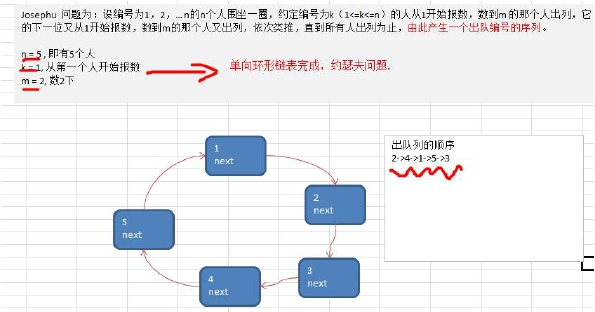 Josephu 问题为：设编号为1，2，…n的n个人围坐一圈，约定编号为k（1<=k<=n）的人从1开始报数，数到m 的那个人出列，它
的下一位又从1开始报数，数到m的那个人又出列，依次类推，直到所有人出列为止，由此产生一个出队编号的序列。
n = 5 , 即有5个人
k = 1, 从第一个人开始报数
m = 2, 数2下
单向环形链表完成，约瑟夫问题.
出队列的顺序
2->4->1->5->3
1
next
2
next
5
next
3
next
4
next